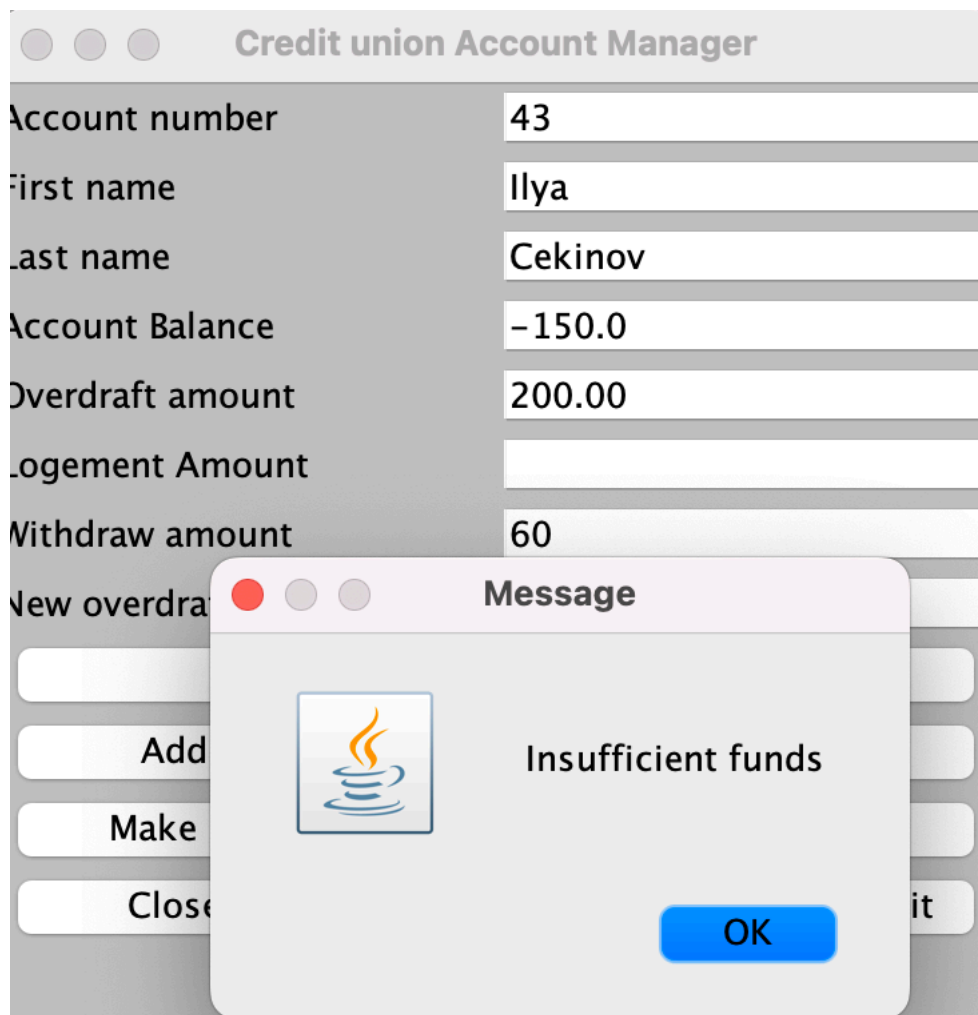 Credit union Account Manager
Account number 43
First name Ilya
Last name Cekinov
Account Balance -150.0
Overdraft amount 200.00
Logement Amount
Withdraw amount 60
New overdra
Message
Add
Insufficient funds
Make
Close it
OK